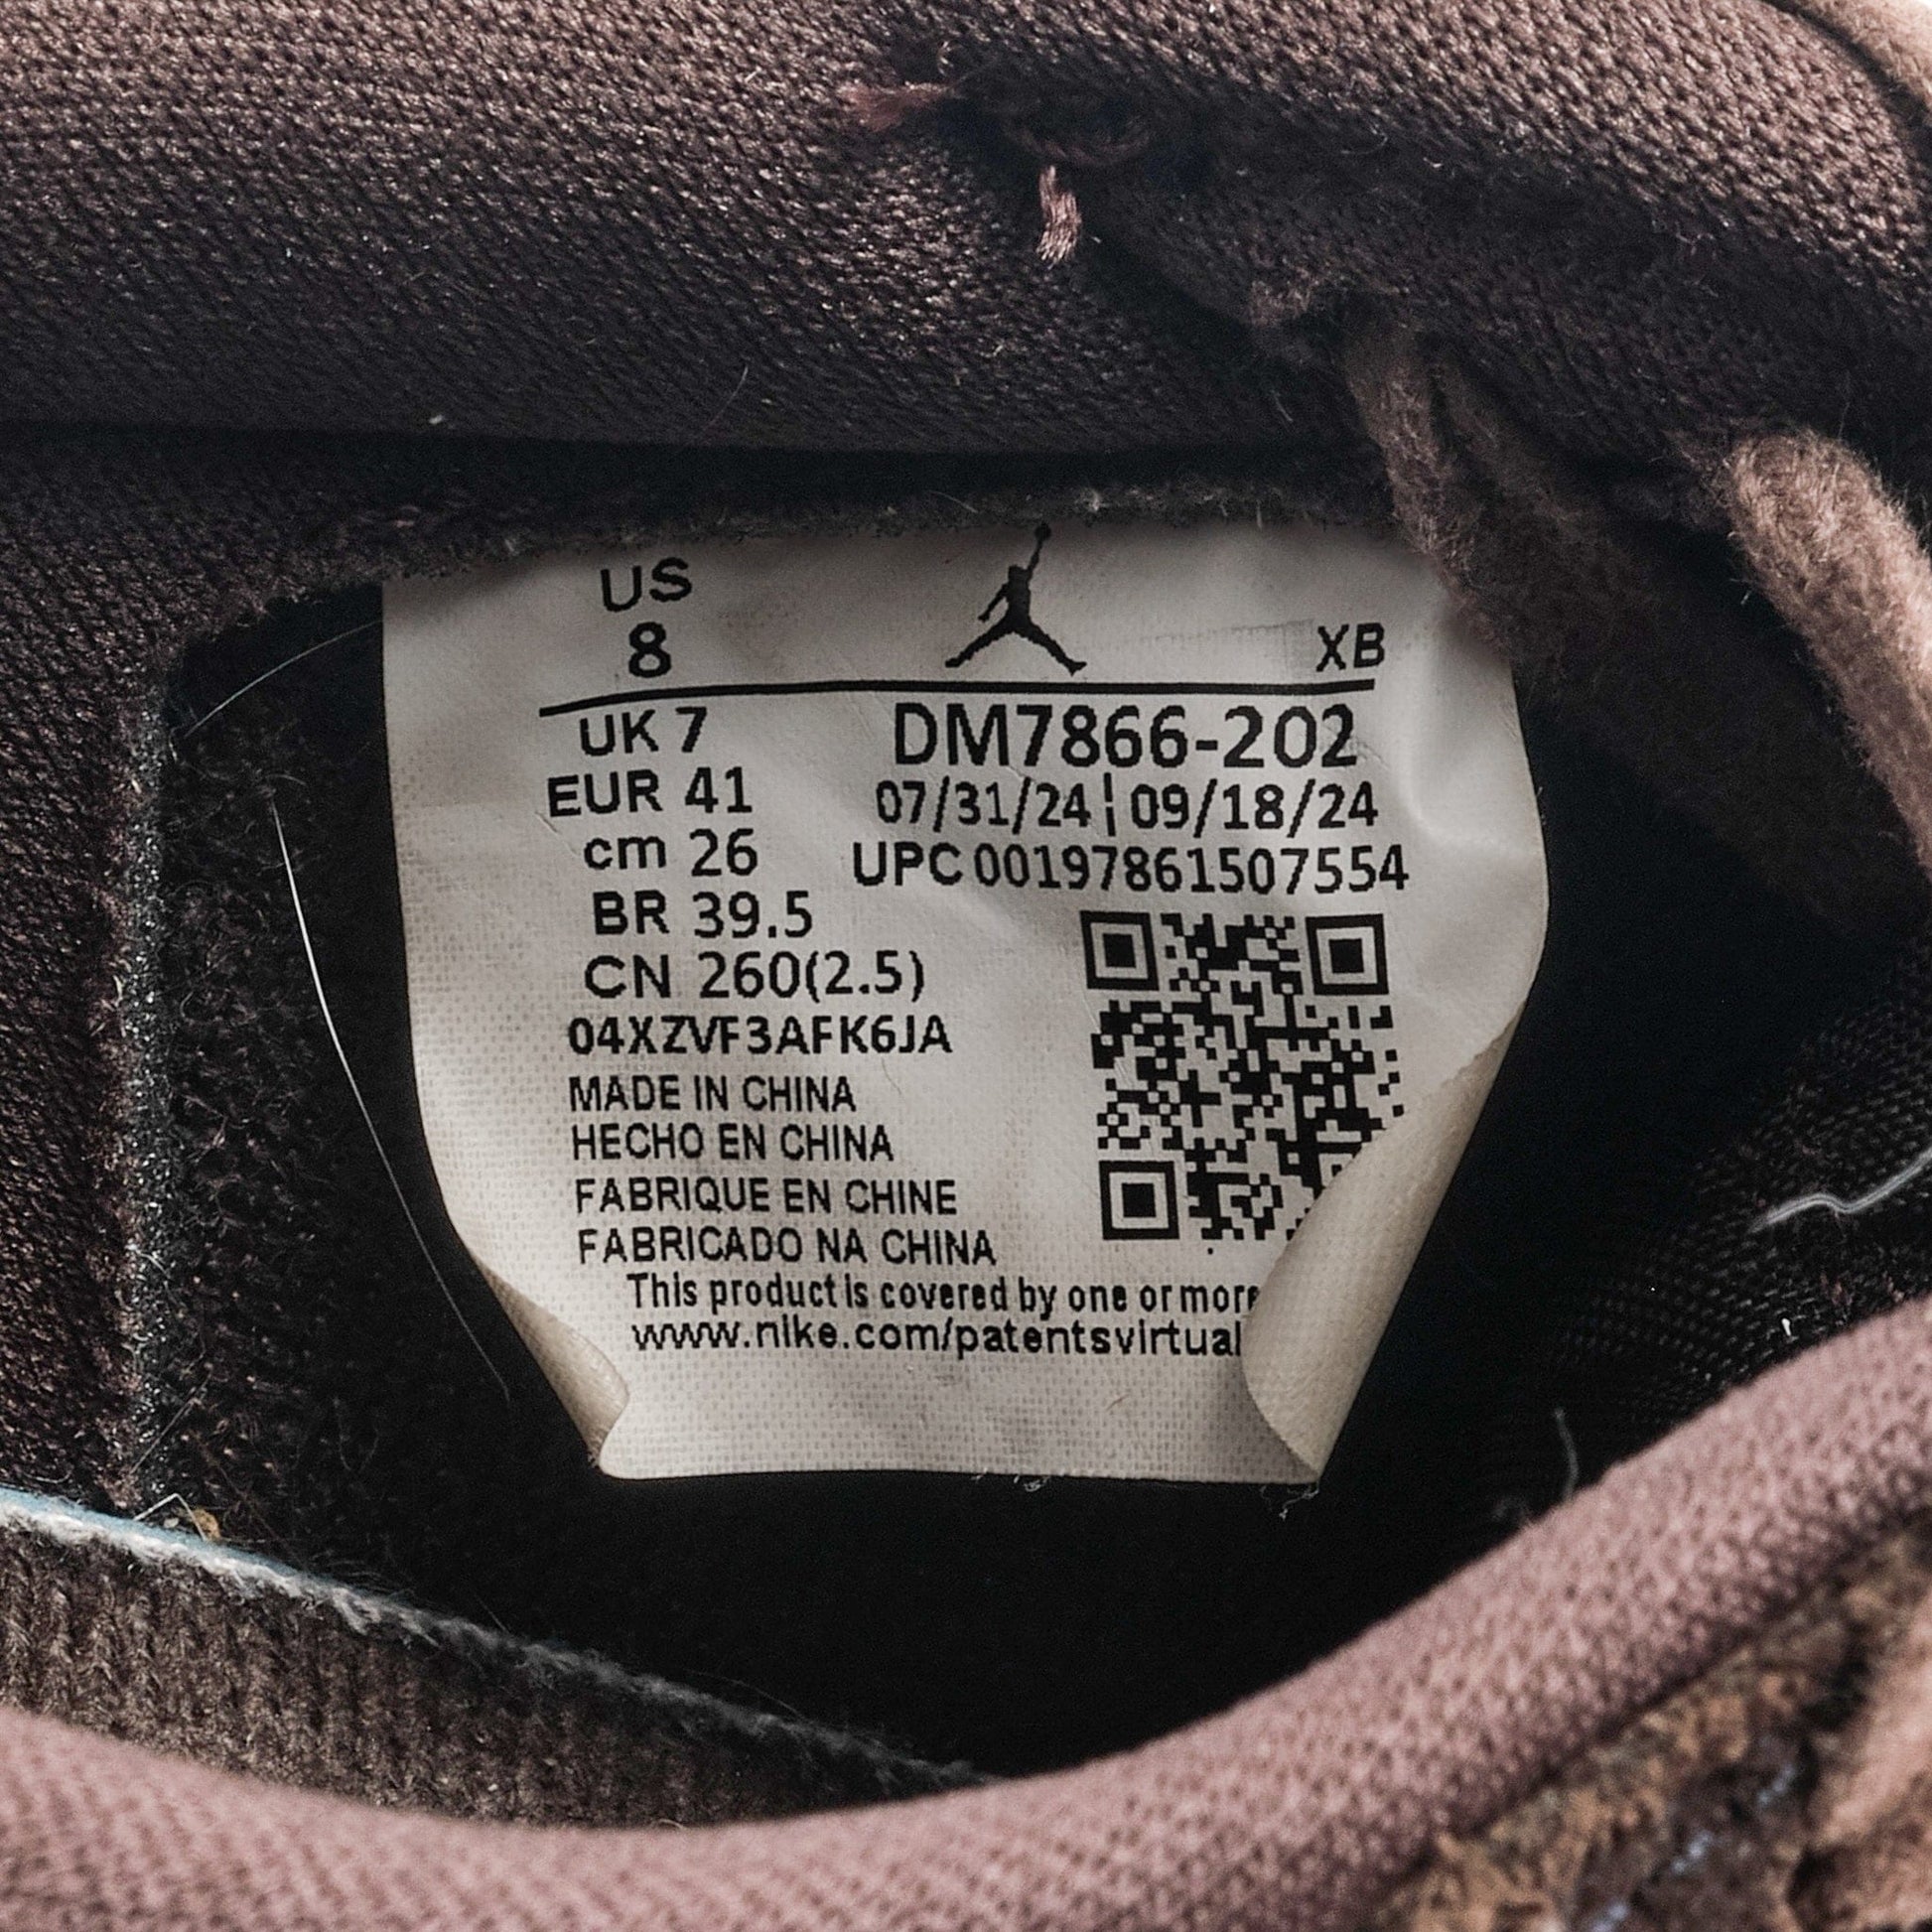 US
8
XB
UK 7
DM7866-202
EUR 41
07/31/24¦09/18/24
cm 26
UPC 00197861507554
BR 39.5
CN 260(2.5)
04XZVF3AFK6JA
MADE IN CHINA
HECHO EN CHINA
FABRIQUE EN CHINE
FABRICADO NA CHINA
This product is covered by one or more
www.nike.com/patentsvirtual